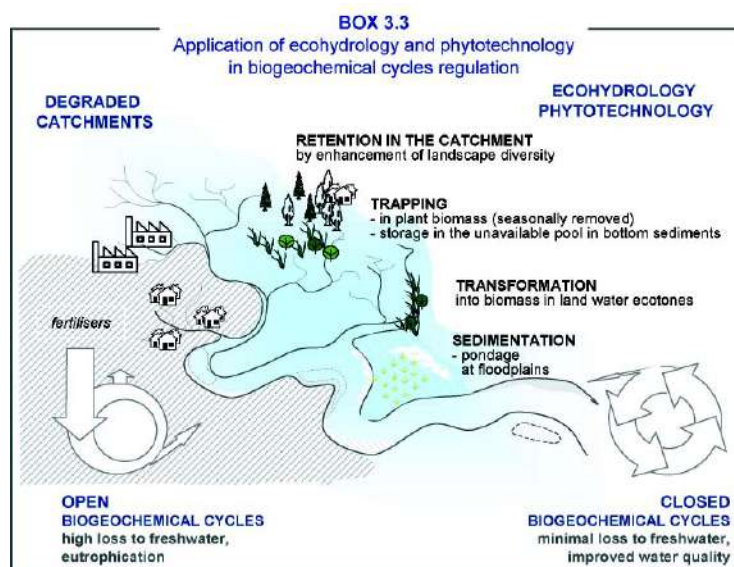 BOX 3.3
Application of ecohydrology and phytotechnology
in biogeochemical cycles regulation
DEGRADED
CATCHMENTS
ECOHYDROLOGY
PHYTOTECHNOLOGY
RETENTION IN THE CATCHMENT
by enhancement of landscape diversity
TRAPPING
- in plant biomass (seasonally removed)
- storage in the unavailable pool in bottom sediments
TRANSFORMATION
into biomass in land water ecotones
fertilisers
SEDIMENTATION
- pondage
at floodplains
OPEN
BIOGEOCHEMICAL CYCLES
high loss to freshwater,
eutrophication
CLOSED
BIOGEOCHEMICAL CYCLES
minimal loss to freshwater,
improved water quality